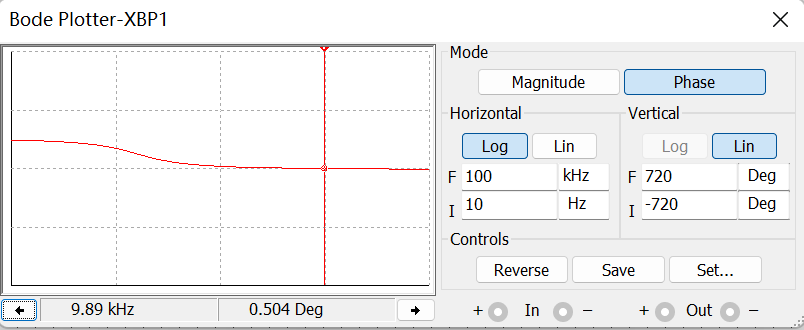 Bode Plotter-XBP1
Mode
Magnitude Phase
Horizontal Vertical
Log Lin Log Lin
F 100 kHz F 720 Deg
I 10 Hz I -720 Deg
Controls
Reverse Save Set...
9.89 kHz 0.504 Deg + In − + Out −